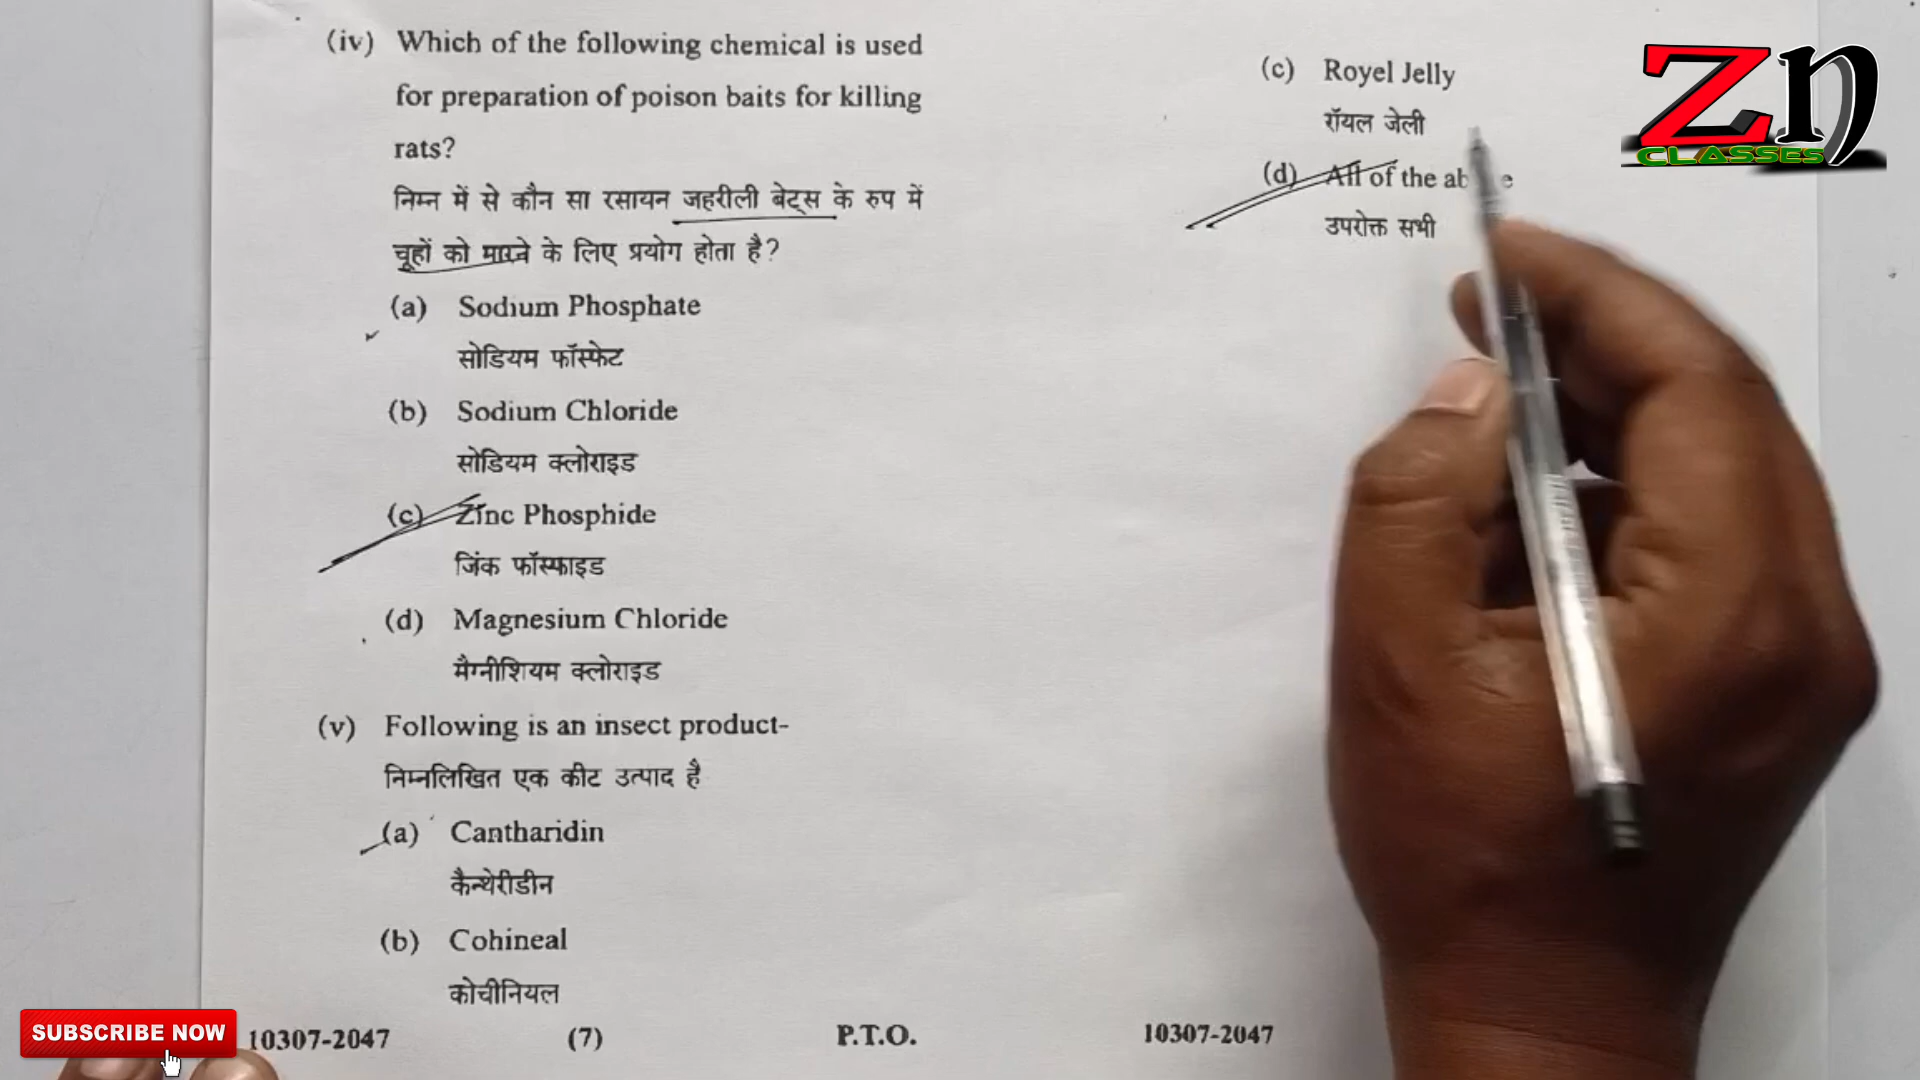 (iv) Which of the following chemical is used
for preparation of poison baits for killing
rats?
निम्न में से कौन सा रसायन जहरीली बेट्स के रुप में
चूहों को मारने के लिए प्रयोग होता है?
(a) Sodium Phosphate
सोडियम फॉस्फेट
(b) Sodium Chloride
सोडियम क्लोराइड
(c) Zinc Phosphide
जिंक फॉस्फाइड
(d) Magnesium Chloride
मैग्नीशियम क्लोराइड
(v) Following is an insect product-
निम्नलिखित एक कीट उत्पाद है
(a) Cantharidin
कैन्थेरीडीन
(b) Cohineal
कोचीनियल
10307-2047 (7) P.T.O.
(c) Royel Jelly
रॉयल जेली
(d) All of the
उपरोक्त सभी
10307-2047
Zn
CLASSES
SUBSCRIBE NOW